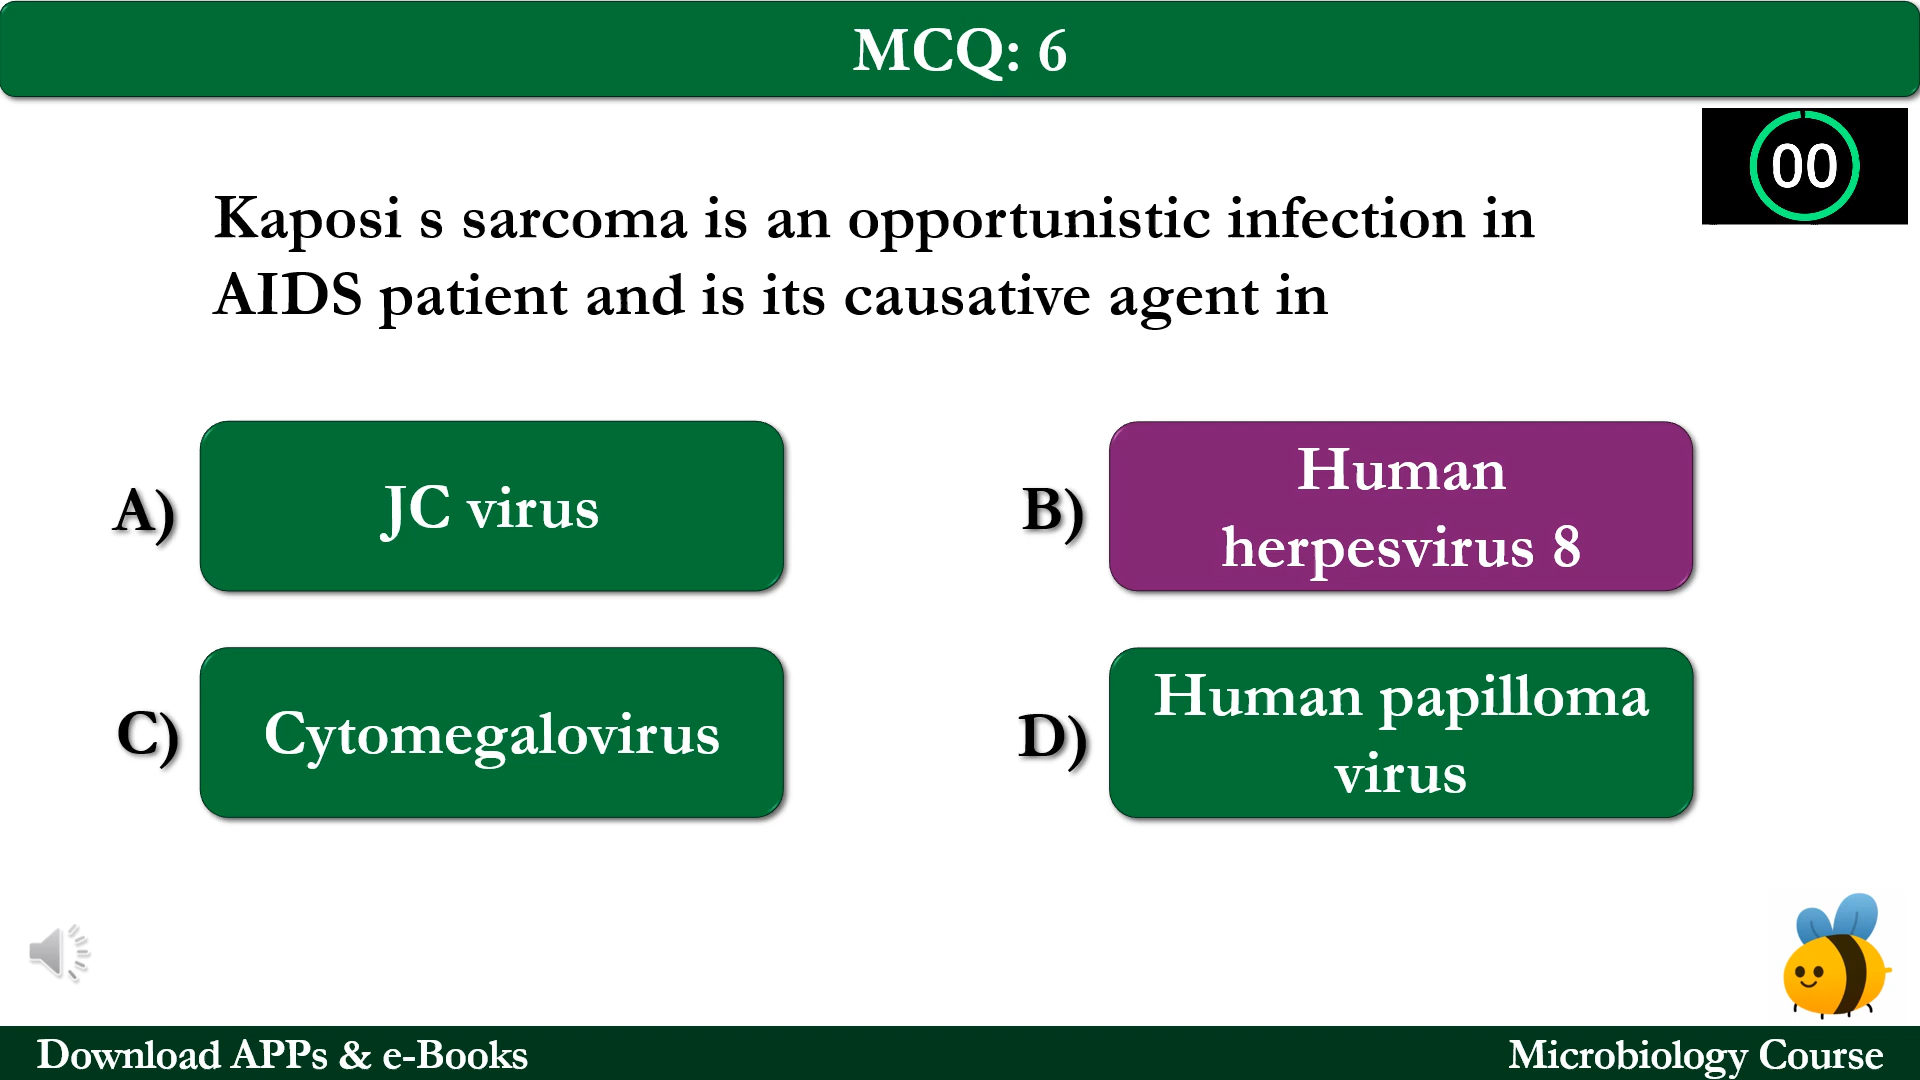 MCQ: 6
00
Kaposi s sarcoma is an opportunistic infection in
AIDS patient and is its causative agent in
A)
JC virus
B)
Human
herpesvirus 8
C)
Cytomegalovirus
D)
Human papilloma
virus
Download APPs & e-Books
Microbiology Course